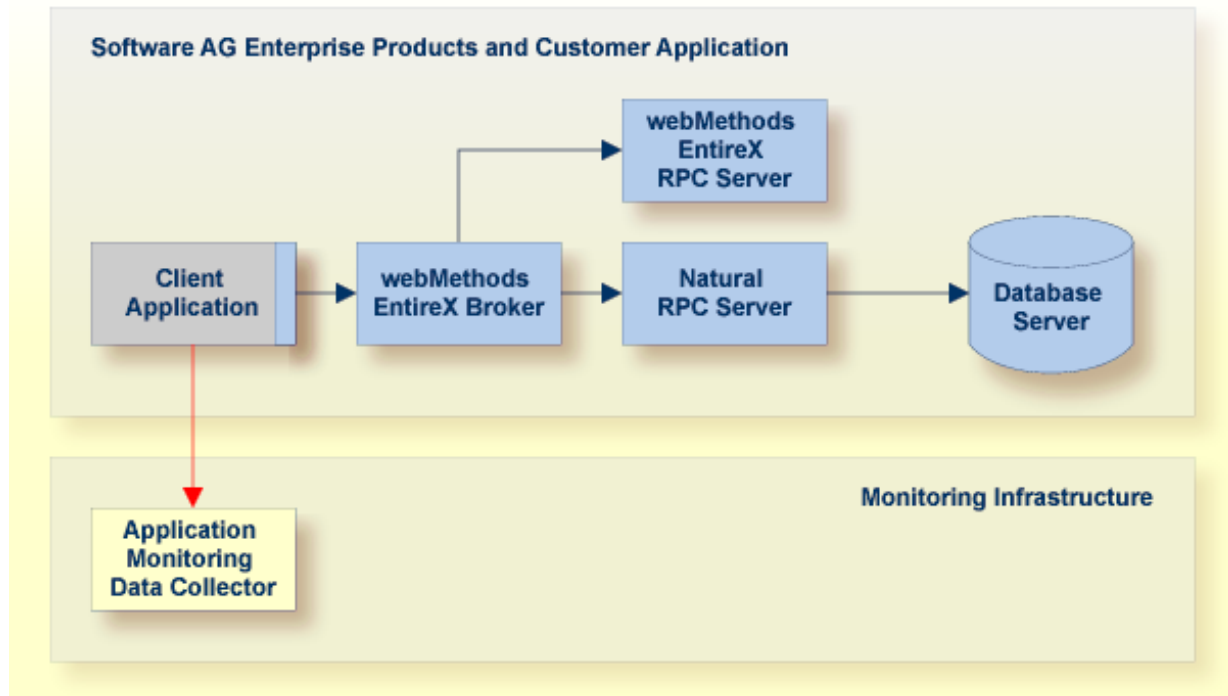 Software AG Enterprise Products and Customer Application
webMethods
EntireX
RPC Server
Client
Application
webMethods
EntireX Broker
Natural
RPC Server
Database
Server
Monitoring Infrastructure
Application
Monitoring
Data Collector